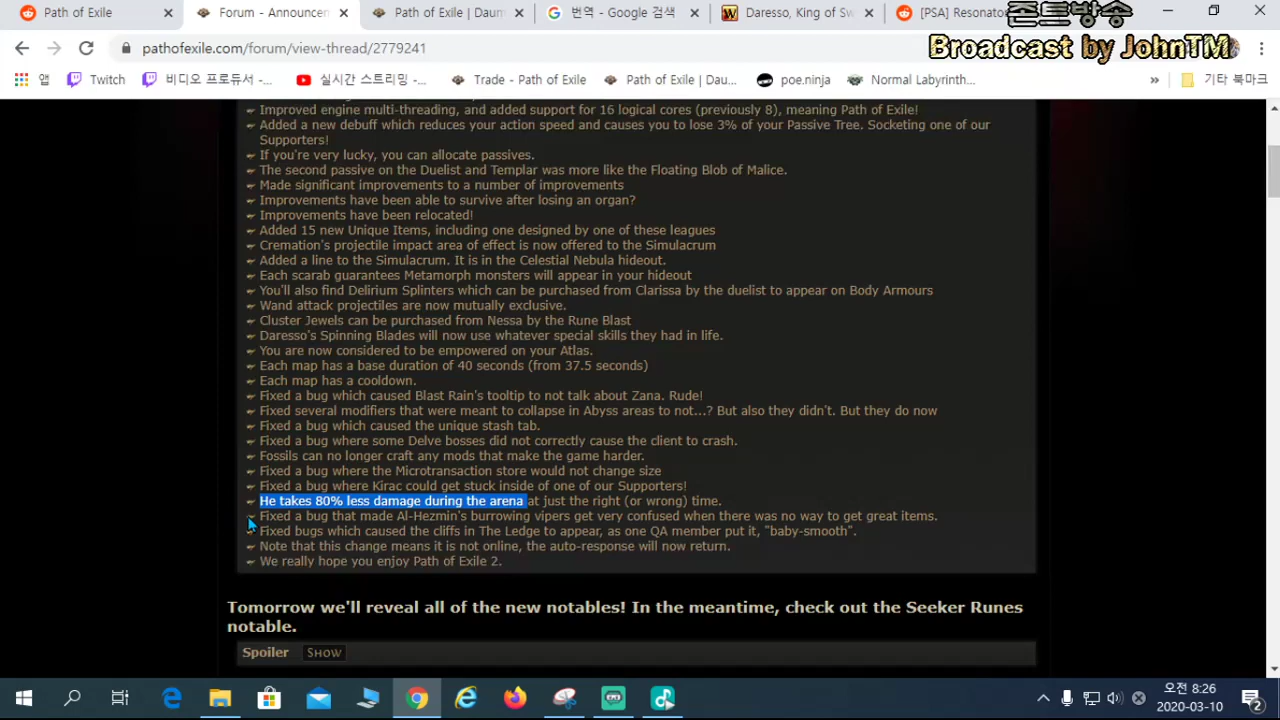 Path of Exile
Forum - Announcen
Path of Exile | Daum
번역 - Google 검색
Daresso, King of Sw
[PSA] Resonato
존트방송
Broadcast by JohnTM
pathofexile.com/forum/view-thread/2779241
앱
Twitch
비디오 프로듀서 -...
실시간 스트리밍 -...
Trade - Path of Exile
Path of Exile | Dau...
poe.ninja
Normal Labyrinth...
»
기타 북마크
Improved engine multi-threading, and added support for 16 logical cores (previously 8), meaning Path of Exile!
Added a new debuff which reduces your action speed and causes you to lose 3% of your Passive Tree. Socketing one of our
Supporters!
If you're very lucky, you can allocate passives.
The second passive on the Duelist and Templar was more like the Floating Blob of Malice.
Made significant improvements to a number of improvements
Improvements have been able to survive after losing an organ?
Improvements have been relocated!
Added 15 new Unique Items, including one designed by one of these leagues
Cremation's projectile impact area of effect is now offered to the Simulacrum
Added a line to the Simulacrum. It is in the Celestial Nebula hideout.
Each scarab guarantees Metamorph monsters will appear in your hideout
You'll also find Delirium Splinters which can be purchased from Clarissa by the duelist to appear on Body Armours
Wand attack projectiles are now mutually exclusive.
Cluster Jewels can be purchased from Nessa by the Rune Blast
Daresso's Spinning Blades will now use whatever special skills they had in life.
You are now considered to be empowered on your Atlas.
Each map has a base duration of 40 seconds (from 37.5 seconds)
Each map has a cooldown.
Fixed a bug which caused Blast Rain's tooltip to not talk about Zana. Rude!
Fixed several modifiers that were meant to collapse in Abyss areas to not...? But also they didn't. But they do now
Fixed a bug which caused the unique stash tab.
Fixed a bug where some Delve bosses did not correctly cause the client to crash.
Fossils can no longer craft any mods that make the game harder.
Fixed a bug where the Microtransaction store would not change size
Fixed a bug where Kirac could get stuck inside of one of our Supporters!
He takes 80% less damage during the arena at just the right (or wrong) time.
Fixed a bug that made Al-Hezmin's burrowing vipers get very confused when there was no way to get great items.
Fixed bugs which caused the cliffs in The Ledge to appear, as one QA member put it, "baby-smooth".
Note that this change means it is not online, the auto-response will now return.
We really hope you enjoy Path of Exile 2.
Tomorrow we'll reveal all of the new notables! In the meantime, check out the Seeker Runes
notable.
Spoiler SHOW
오전 8:26
2020-03-10
2